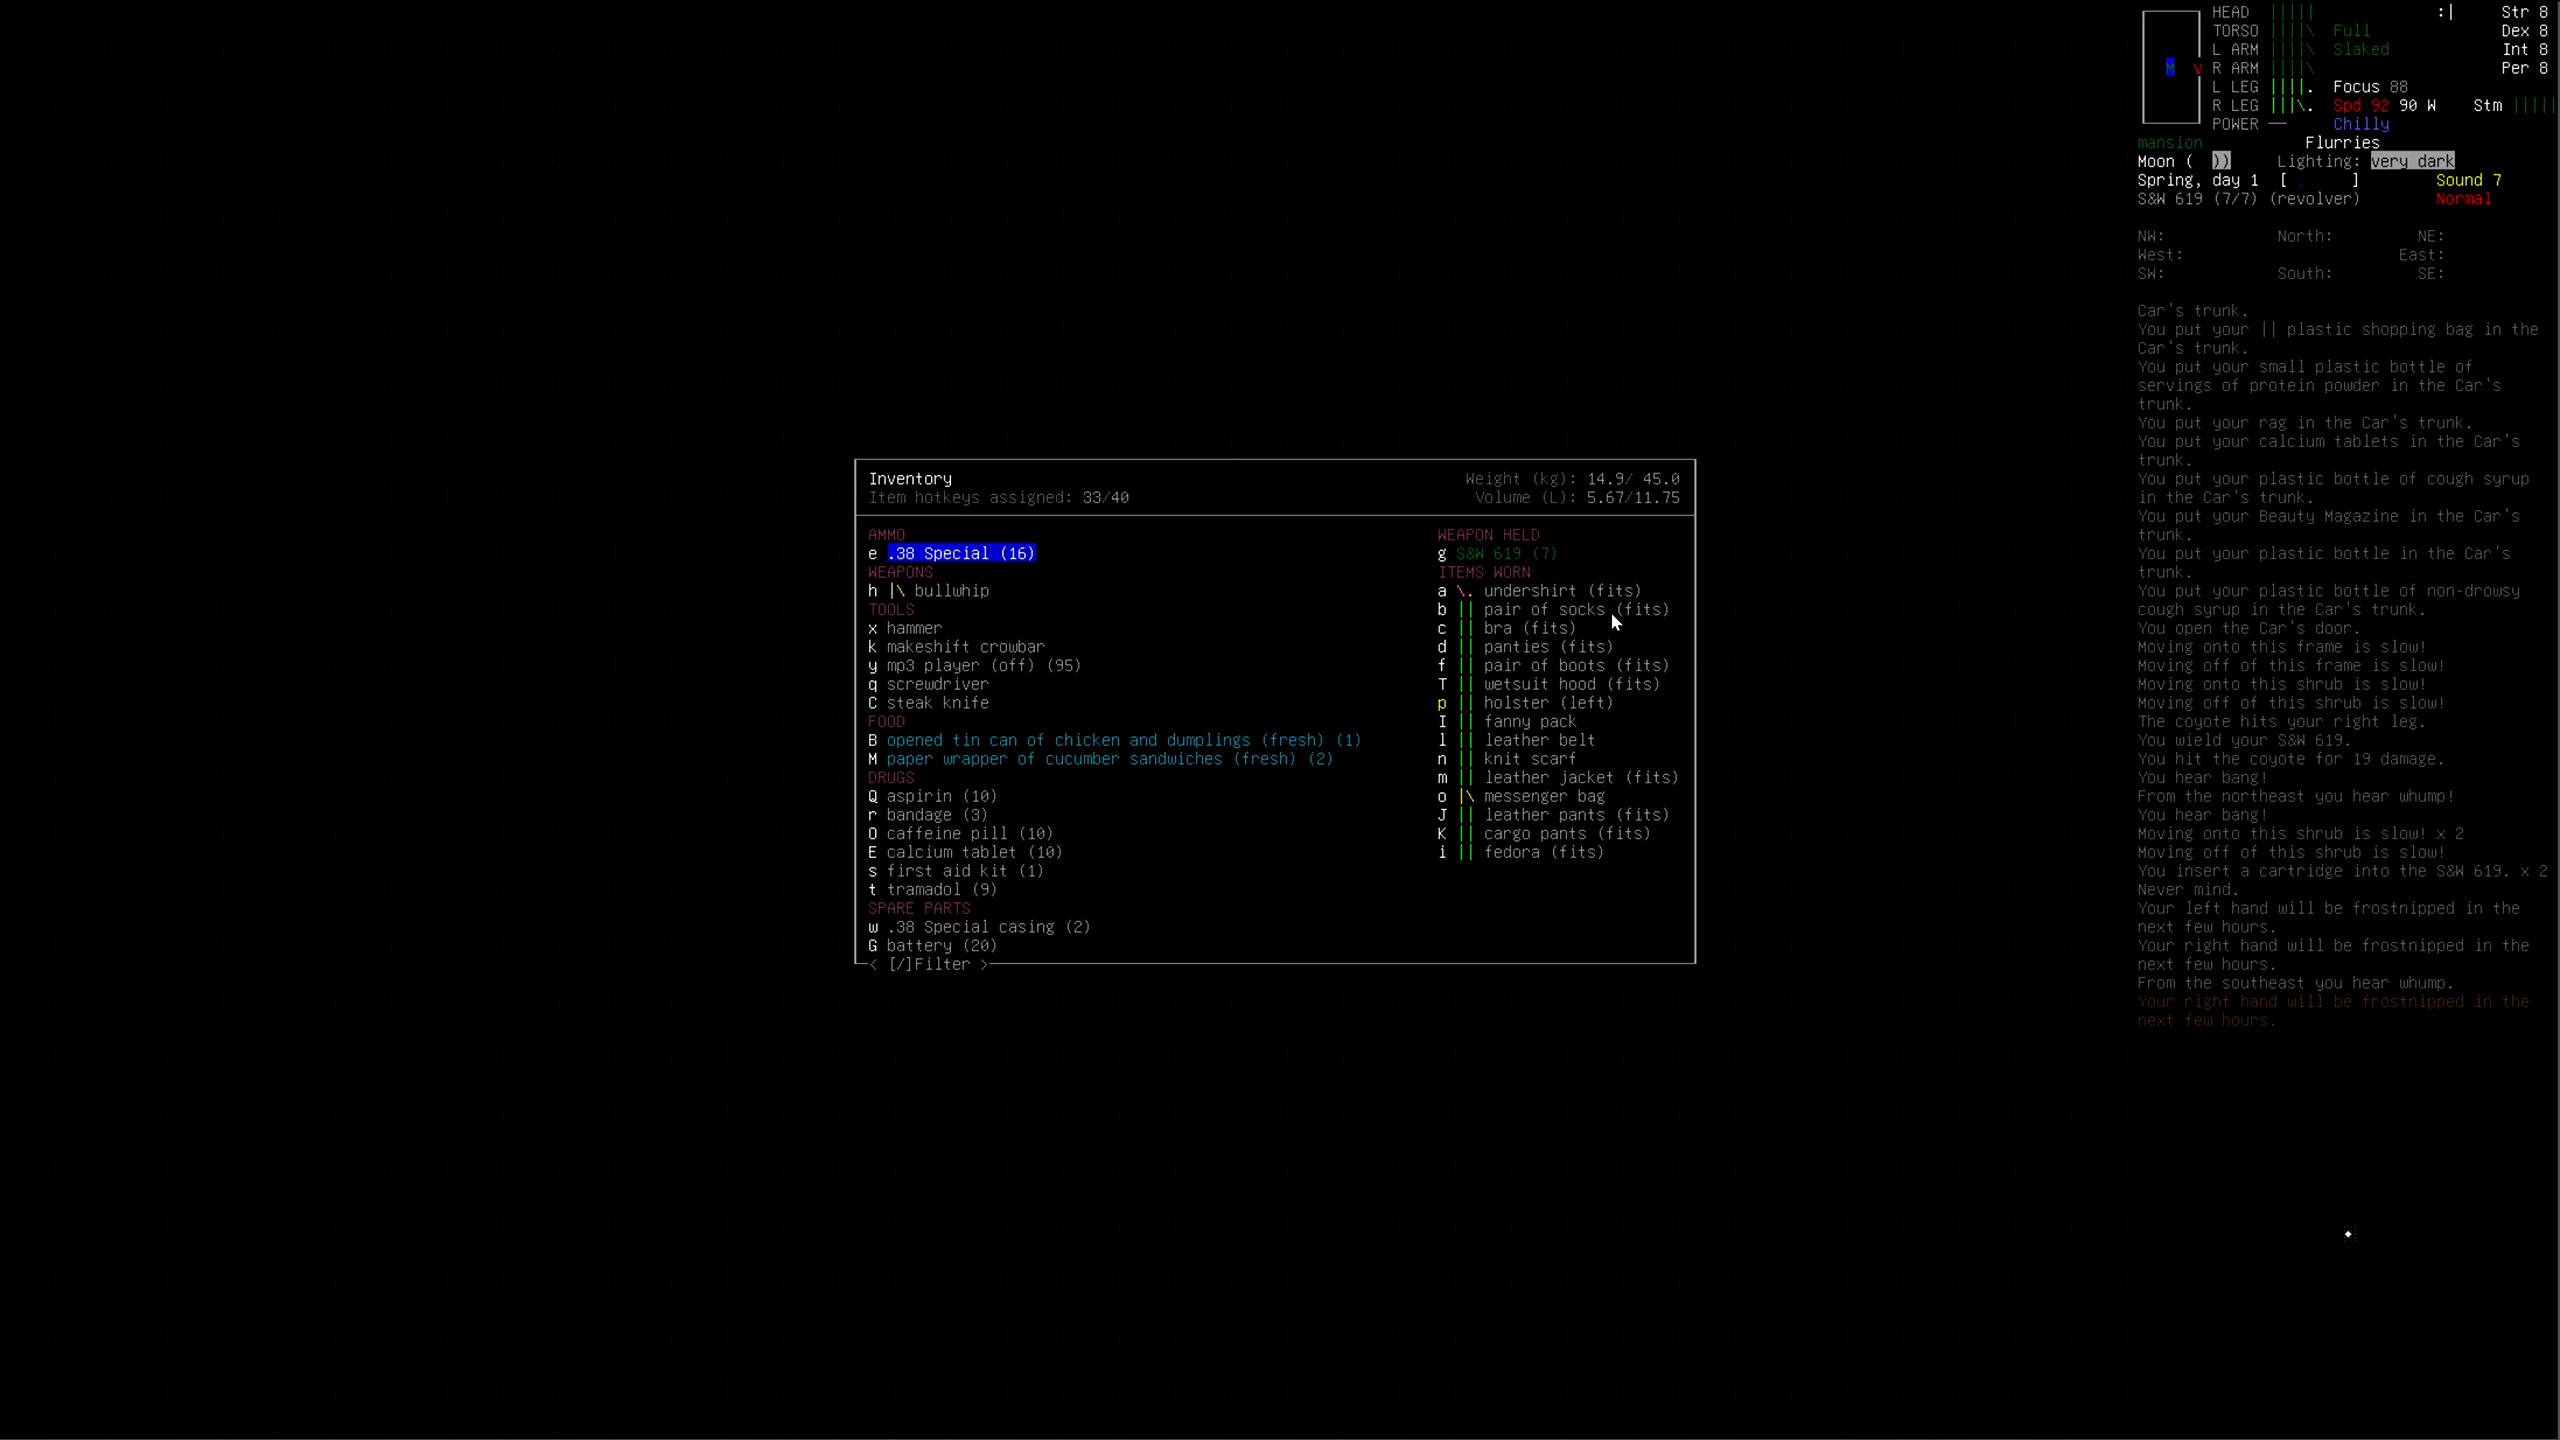 Inventory Weight (kg): 14.9/ 45.0
Item hotkeys assigned: 33/40 Volume (L): 5.67/11.75
AMMO
e .38 Special (16)
WEAPONS
h |\ bullwhip
TOOLS
x hammer
k makeshift crowbar
y mp3 player (off) (95)
q screwdriver
C steak knife
FOOD
B opened tin can of chicken and dumplings (fresh) (1)
M paper wrapper of cucumber sandwiches (fresh) (2)
DRUGS
Q aspirin (10)
r bandage (3)
O caffeine pill (10)
E calcium tablet (10)
s first aid kit (1)
t tramadol (9)
SPARE PARTS
w .38 Special casing (2)
G battery (20)
< [/]Filter >
WEAPON HELD
g S&W 619 (7)
ITEMS WORN
a \. undershirt (fits)
b || pair of socks (fits)
c || bra (fits)
d || panties (fits)
f || pair of boots (fits)
T || wetsuit hood (fits)
p || holster (left)
I || fanny pack
l || leather belt
n || knit scarf
m || leather jacket (fits)
o |\ messenger bag
J || leather pants (fits)
K || cargo pants (fits)
i || fedora (fits)
HEAD ||||| :| Str 8
TORSO ||||\ Full Dex 8
L ARM ||||\ Slaked Int 8
M v R ARM ||||\ Per 8
L LEG ||||. Focus 88
R LEG |||\. Spd 92 90 W Stm |||||
POWER — Chilly
mansion Flurries
Moon ( )) Lighting: very dark
Spring, day 1 [ . ] Sound 7
S&W 619 (7/7) (revolver) Normal
NW: North: NE:
West: East:
SW: South: SE:
Car's trunk.
You put your || plastic shopping bag in the
Car's trunk.
You put your small plastic bottle of
servings of protein powder in the Car's
trunk.
You put your rag in the Car's trunk.
You put your calcium tablets in the Car's
trunk.
You put your plastic bottle of cough syrup
in the Car's trunk.
You put your Beauty Magazine in the Car's
trunk.
You put your plastic bottle in the Car's
trunk.
You put your plastic bottle of non-drowsy
cough syrup in the Car's trunk.
You open the Car's door.
Moving onto this frame is slow!
Moving off of this frame is slow!
Moving onto this shrub is slow!
Moving off of this shrub is slow!
The coyote hits your right leg.
You wield your S&W 619.
You hit the coyote for 19 damage.
You hear bang!
From the northeast you hear whump!
You hear bang!
Moving onto this shrub is slow! x 2
Moving off of this shrub is slow!
You insert a cartridge into the S&W 619. x 2
Never mind.
Your left hand will be frostnipped in the
next few hours.
Your right hand will be frostnipped in the
next few hours.
From the southeast you hear whump.
Your right hand will be frostnipped in the
next few hours.